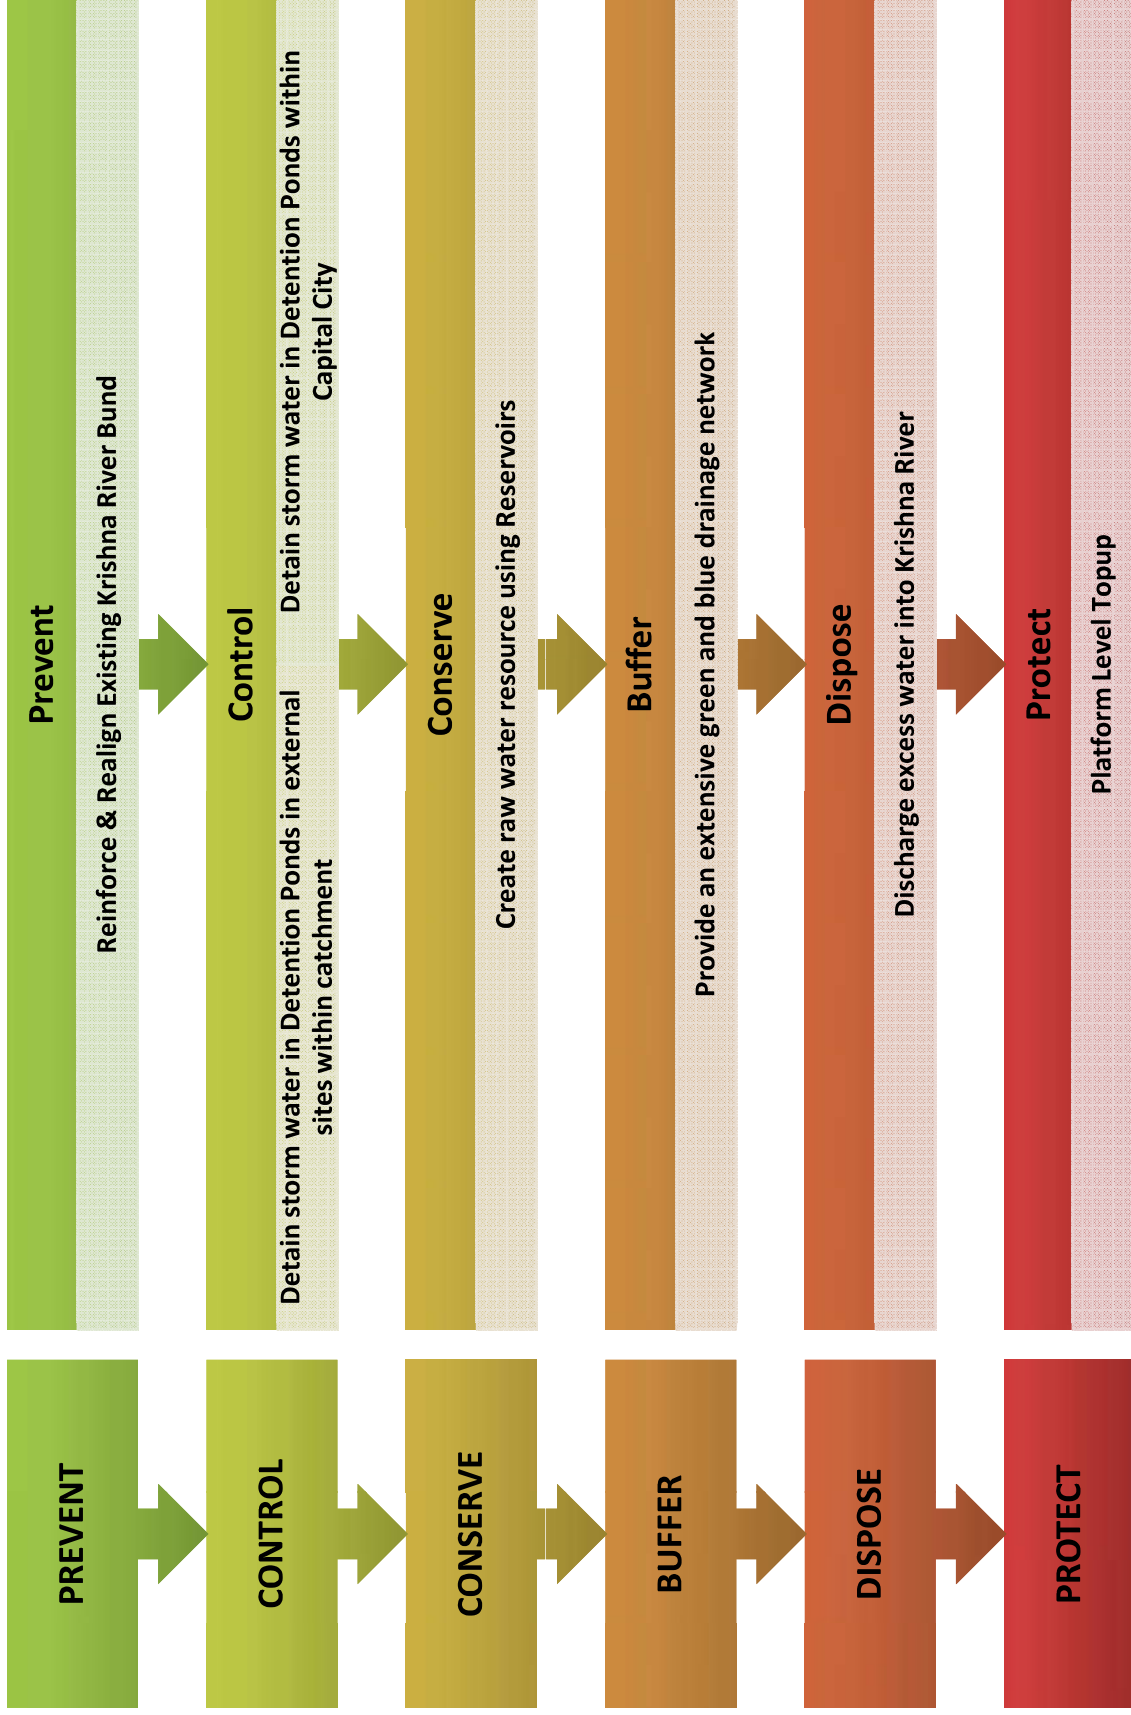 PREVENT
Prevent
Reinforce & Realign Existing Krishna River Bund
CONTROL
Control
Detain storm water in Detention Ponds in external
sites within catchment
Detain storm water in Detention Ponds within
Capital City
CONSERVE
Conserve
Create raw water resource using Reservoirs
BUFFER
Buffer
Provide an extensive green and blue drainage network
DISPOSE
Dispose
Discharge excess water into Krishna River
PROTECT
Protect
Platform Level Topup